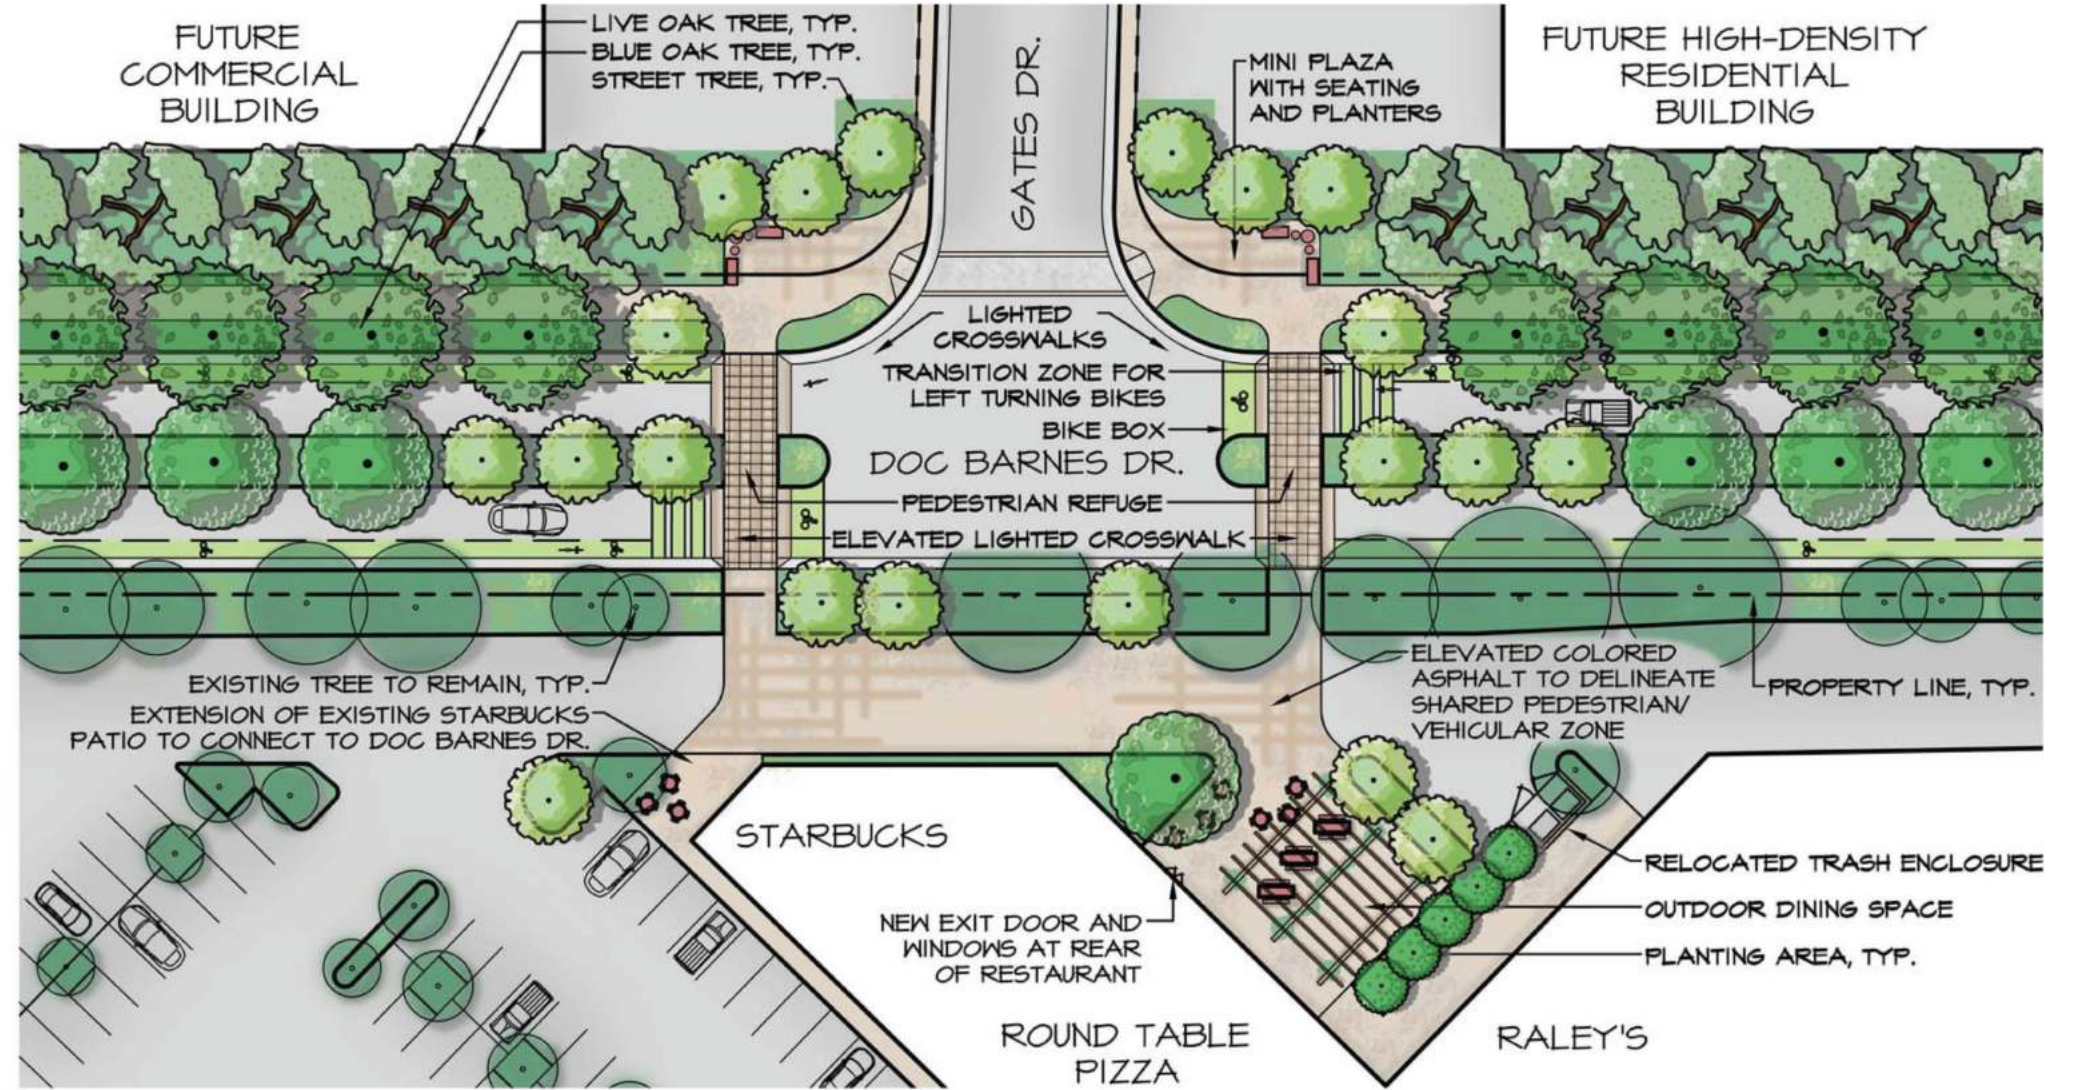 FUTURE
COMMERCIAL
BUILDING
LIVE OAK TREE, TYP.
BLUE OAK TREE, TYP.
STREET TREE, TYP.
GATES DR.
MINI PLAZA
WITH SEATING
AND PLANTERS
FUTURE HIGH-DENSITY
RESIDENTIAL
BUILDING
LIGHTED
CROSSWALKS
TRANSITION ZONE FOR
LEFT TURNING BIKES
BIKE BOX
DOC BARNES DR.
PEDESTRIAN REFUGE
ELEVATED LIGHTED CROSSWALK
EXISTING TREE TO REMAIN, TYP.
EXTENSION OF EXISTING STARBUCKS
PATIO TO CONNECT TO DOC BARNES DR.
ELEVATED COLORED
ASPHALT TO DELINEATE
SHARED PEDESTRIAN/
VEHICULAR ZONE
PROPERTY LINE, TYP.
STARBUCKS
NEW EXIT DOOR AND
WINDOWS AT REAR
OF RESTAURANT
RELOCATED TRASH ENCLOSURE
OUTDOOR DINING SPACE
PLANTING AREA, TYP.
ROUND TABLE
PIZZA
RALEY'S